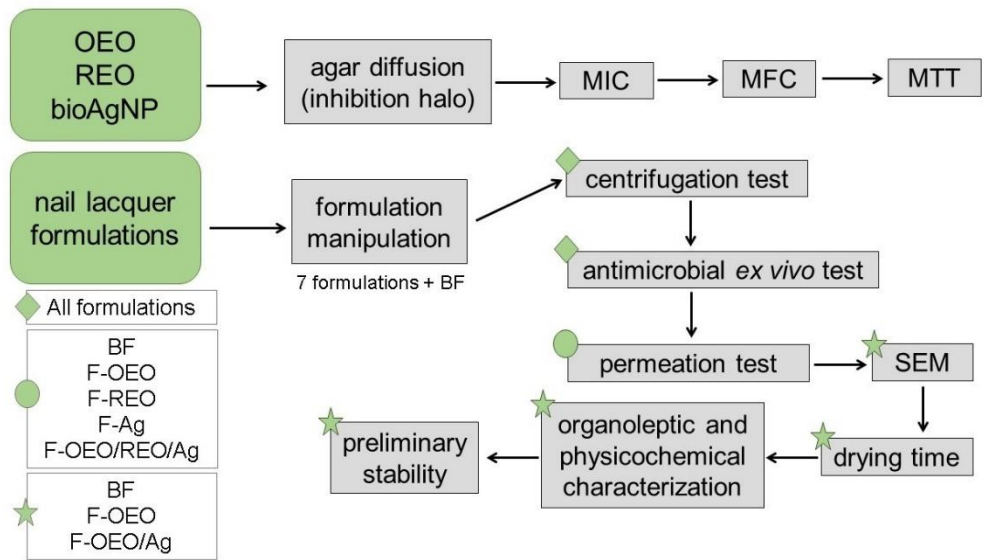 OEO
REO
bioAgNP
agar diffusion
(inhibition halo)
MIC
MFC
MTT
nail lacquer
formulations
formulation
manipulation
7 formulations + BF
centrifugation test
antimicrobial ex vivo test
permeation test
SEM
drying time
organoleptic and
physicochemical
characterization
preliminary
stability
All formulations
BF
F-OEO
F-REO
F-Ag
F-OEO/REO/Ag
BF
F-OEO
F-OEO/Ag